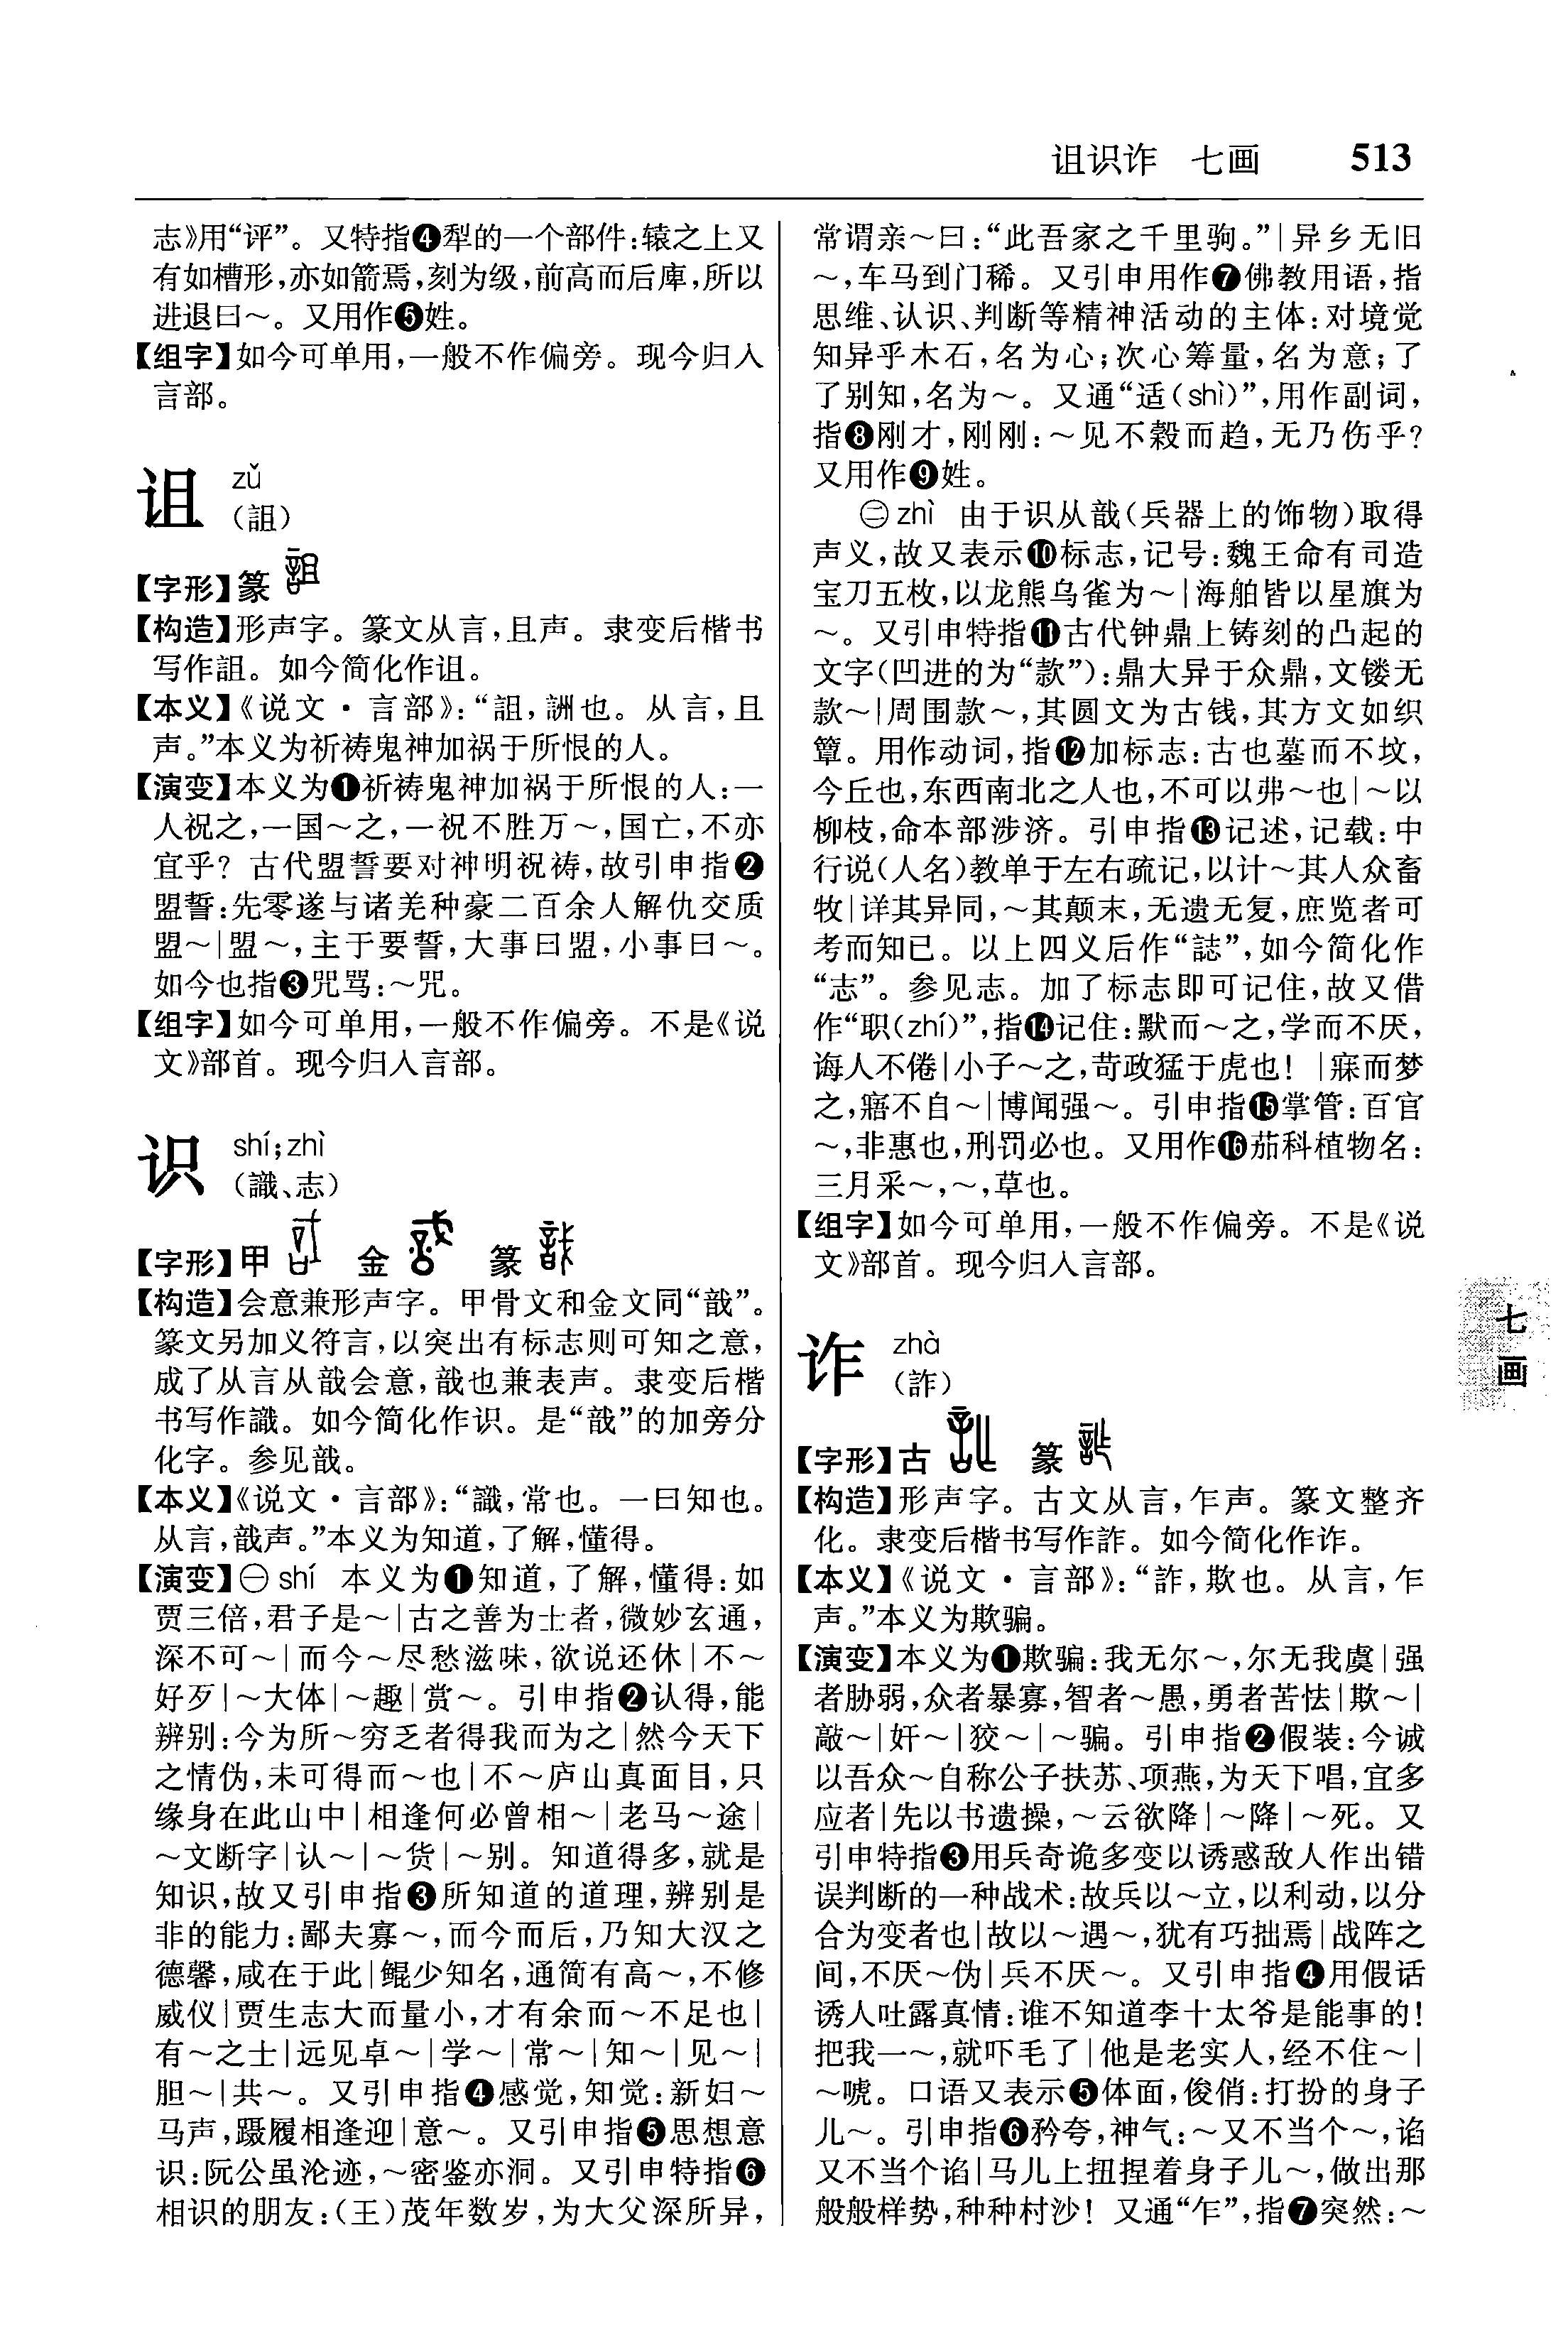 诅识诈　七画　　513
志》用“评”。又特指❹犁的一个部件：辕之上又
有如槽形，亦如箭焉，刻为级，前高而后庳，所以
进退曰～。又用作❺姓。
【组字】如今可单用，一般不作偏旁。现今归入
言部。
诅 zǔ
（詛）
【字形】篆
【构造】形声字。篆文从言，且声。隶变后楷书
写作詛。如今简化作诅。
【本义】《说文·言部》：“詛，詶也。从言，且
声。”本义为祈祷鬼神加祸于所恨的人。
【演变】本义为❶祈祷鬼神加祸于所恨的人：一
人祝之，一国～之，一祝不胜万～，国亡，不亦
宜乎？古代盟誓要对神明祝祷，故引申指❷
盟誓：先零遂与诸羌种豪二百余人解仇交质
盟～|盟～，主于要誓，大事曰盟，小事曰～。
如今也指❸咒骂：～咒。
【组字】如今可单用，一般不作偏旁。不是《说
文》部首。现今归入言部。
识 shí；zhì
（識、志）
【字形】甲　金　篆
【构造】会意兼形声字。甲骨文和金文同“戠”。
篆文另加义符言，以突出有标志则可知之意，
成了从言从戠会意，戠也兼表声。隶变后楷
书写作識。如今简化作识。是“戠”的加旁分
化字。参见戠。
【本义】《说文·言部》：“識，常也。一曰知也。
从言，戠声。”本义为知道，了解，懂得。
【演变】㊀shí　本义为❶知道，了解，懂得：如
贾三倍，君子是～|古之善为士者，微妙玄通，
深不可～|而今～尽愁滋味，欲说还休|不～
好歹|～大体|～趣|赏～。引申指❷认得，能
辨别：今为所～穷乏者得我而为之|然今天下
之情伪，未可得而～也|不～庐山真面目，只
缘身在此山中|相逢何必曾相～|老马～途|
～文断字|认～|～货|～别。知道得多，就是
知识，故又引申指❸所知道的道理，辨别是
非的能力：鄙夫寡～，而今而后，乃知大汉之
德馨，咸在于此|鲲少知名，通简有高～，不修
威仪|贾生志大而量小，才有余而～不足也|
有～之士|远见卓～|学～|常～|知～|见～|
胆～|共～。又引申指❹感觉，知觉：新妇～
马声，蹑履相逢迎|意～。又引申指❺思想意
识：阮公虽沦迹，～密鉴亦洞。又引申特指❻
相识的朋友：（王）茂年数岁，为大父深所异，
常谓亲～曰：“此吾家之千里驹。”|异乡无旧
～，车马到门稀。又引申用作❼佛教用语，指
思维、认识、判断等精神活动的主体：对境觉
知异乎木石，名为心；次心筹量，名为意；了
了别知，名为～。又通“适（shì）”，用作副词，
指❽刚才，刚刚：～见不毂而趋，无乃伤乎？
又用作❾姓。
㊁zhì　由于识从戠（兵器上的饰物）取得
声义，故又表示❿标志，记号：魏王命有司造
宝刀五枚，以龙熊鸟雀为～|海舶皆以星旗为
～。又引申特指⓫古代钟鼎上铸刻的凸起的
文字（凹进的为“款”）：鼎大异于众鼎，文镂无
款～|周围款～，其圆文为古钱，其方文如织
簟。用作动词，指⓬加标志：古也墓而不坟，
今丘也，东西南北之人也，不可以弗～也|～以
柳枝，命本部涉济。引申指⓭记述，记载：中
行说（人名）教单于左右疏记，以计～其人众畜
牧|详其异同，～其颠末，无遗无复，庶览者可
考而知已。以上四义后作“誌”，如今简化作
“志”。参见志。加了标志即可记住，故又借
作“职（zhí）”，指⓮记住：默而～之，学而不厌，
诲人不倦|小子～之，苛政猛于虎也！|寐而梦
之，寤不自～|博闻强～。引申指⓯掌管：百官
～，非惠也，刑罚必也。又用作⓰茄科植物名：
三月采～，～，草也。
【组字】如今可单用，一般不作偏旁。不是《说
文》部首。现今归入言部。
诈 zhà
（詐）
【字形】古　篆
【构造】形声字。古文从言，乍声。篆文整齐
化。隶变后楷书写作詐。如今简化作诈。
【本义】《说文·言部》：“詐，欺也。从言，乍
声。”本义为欺骗。
【演变】本义为❶欺骗：我无尔～，尔无我虞|强
者胁弱，众者暴寡，智者～愚，勇者苦怯|欺～|
敲～|奸～|狡～|～骗。引申指❷假装：今诚
以吾众～自称公子扶苏、项燕，为天下唱，宜多
应者|先以书遗操，～云欲降|～降|～死。又
引申特指❸用兵奇诡多变以诱惑敌人作出错
误判断的一种战术：故兵以～立，以利动，以分
合为变者也|故以～遇～，犹有巧拙焉|战阵之
间，不厌～伪|兵不厌～。又引申指❹用假话
诱人吐露真情：谁不知道李十太爷是能事的！
把我一～，就吓毛了|他是老实人，经不住～|
～唬。口语又表示❺体面，俊俏：打扮的身子
儿～。引申指❻矜夸，神气：～又不当个～，谄
又不当个谄|马儿上扭捏着身子儿～，做出那
般般样势，种种村沙！又通“乍”，指❼突然：～
七画